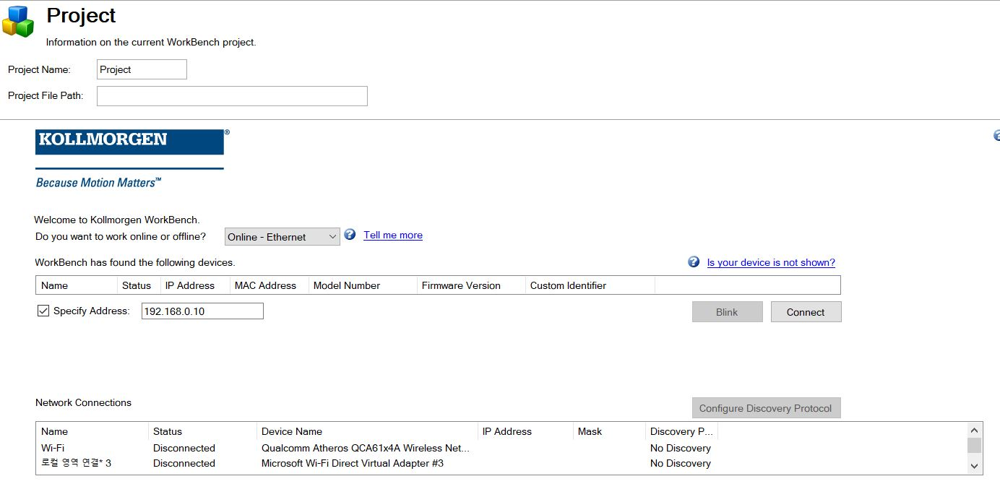 Project
Information on the current WorkBench project.
Project Name: Project
Project File Path:
KOLLMORGEN®
Because Motion Matters™
Welcome to Kollmorgen WorkBench.
Do you want to work online or offline? Online - Ethernet Tell me more
WorkBench has found the following devices. Is your device is not shown?
Name Status IP Address MAC Address Model Number Firmware Version Custom Identifier
Specify Address: 192.168.0.10 Blink Connect
Network Connections Configure Discovery Protocol
Name Status Device Name IP Address Mask Discovery P...
Wi-Fi Disconnected Qualcomm Atheros QCA61x4A Wireless Net... No Discovery
로컬 영역 연결* 3 Disconnected Microsoft Wi-Fi Direct Virtual Adapter #3 No Discovery